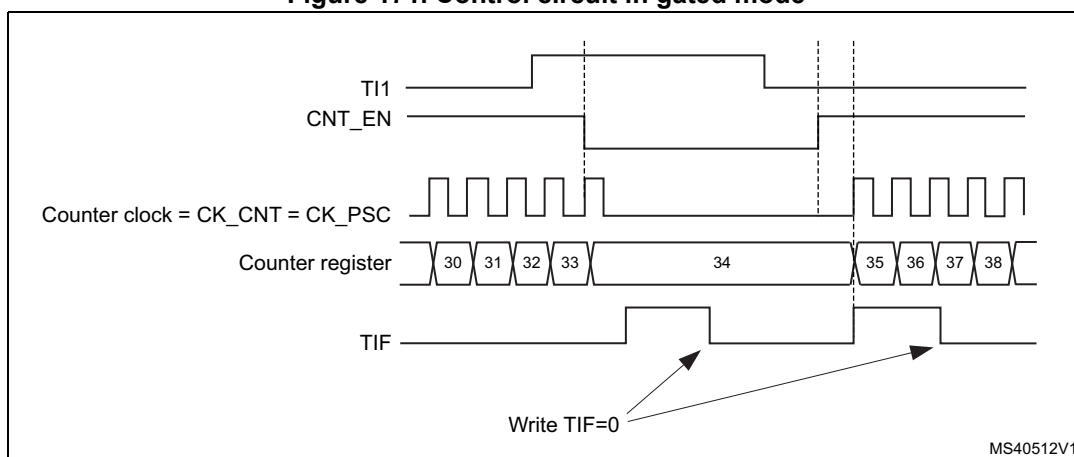 Figure Control circuit in gated mode
TI1
CNT_EN
Counter clock = CK_CNT = CK_PSC
Counter register
30 31 32 33 34 35 36 37 38
TIF
Write TIF=0
MS40512V1